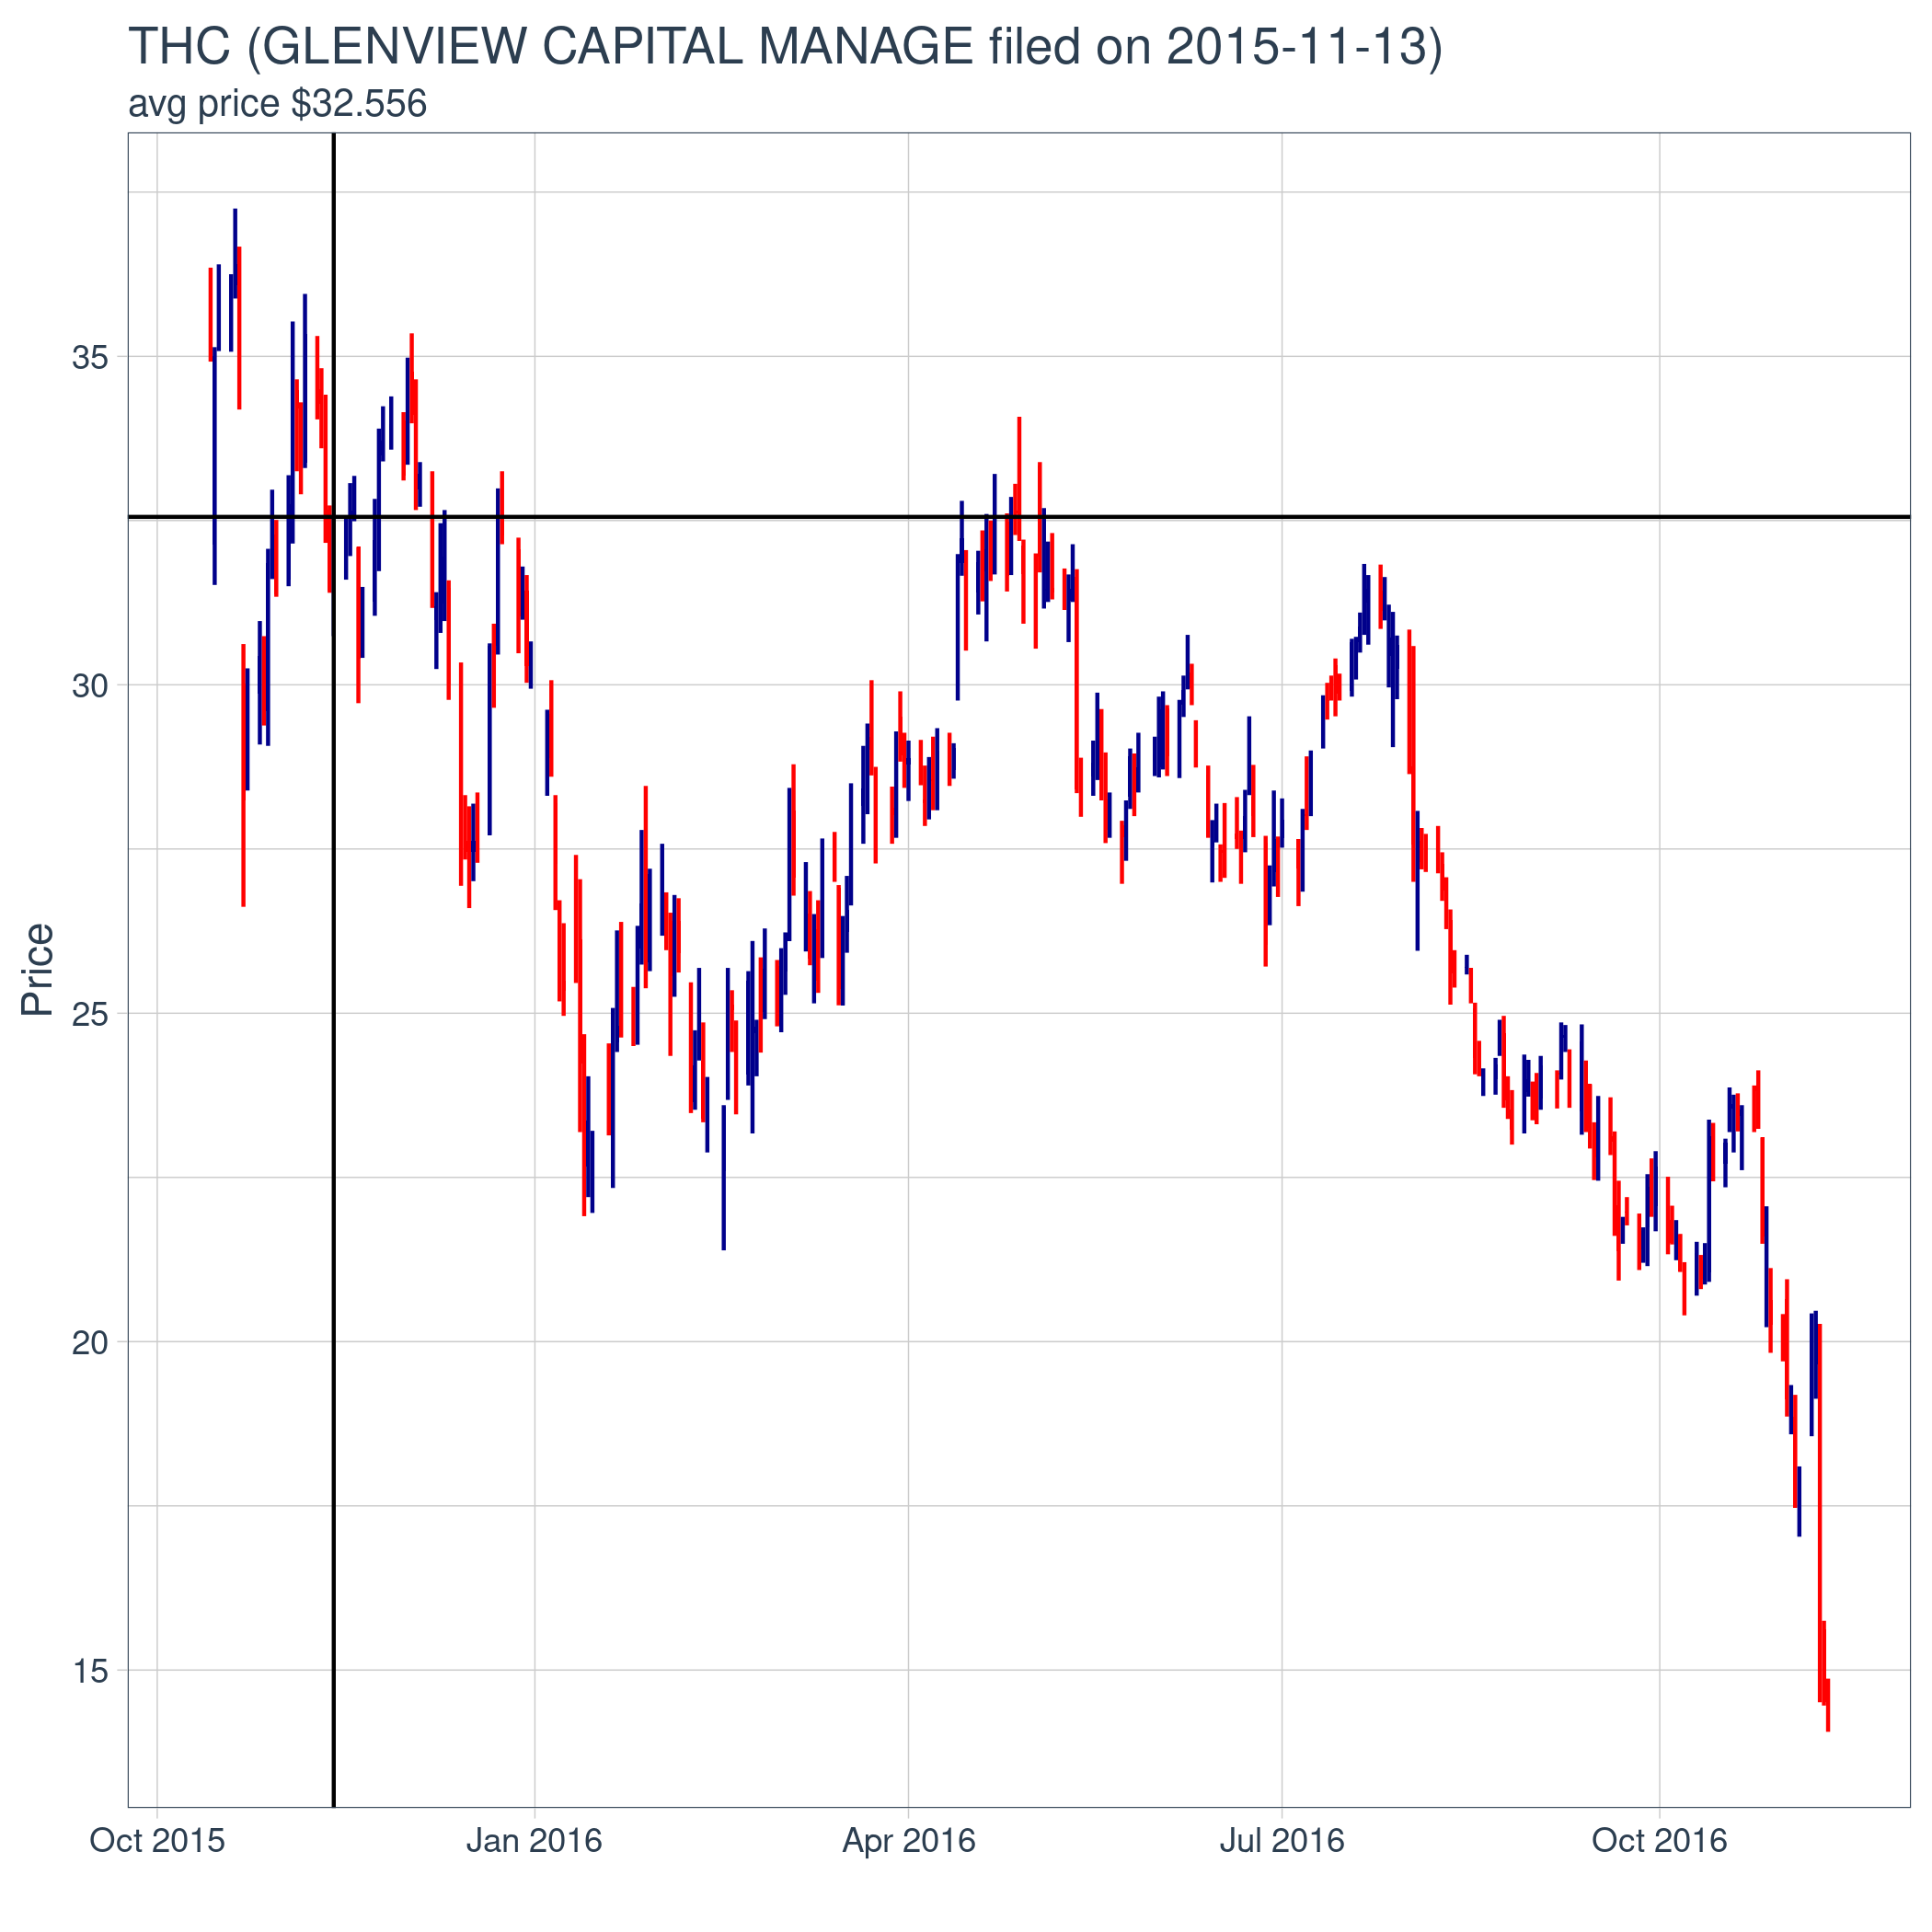 THC (GLENVIEW CAPITAL MANAGE filed on 2015-11-13)
avg price $32.556
Price
35
30
25
20
15
Oct 2015
Jan 2016
Apr 2016
Jul 2016
Oct 2016